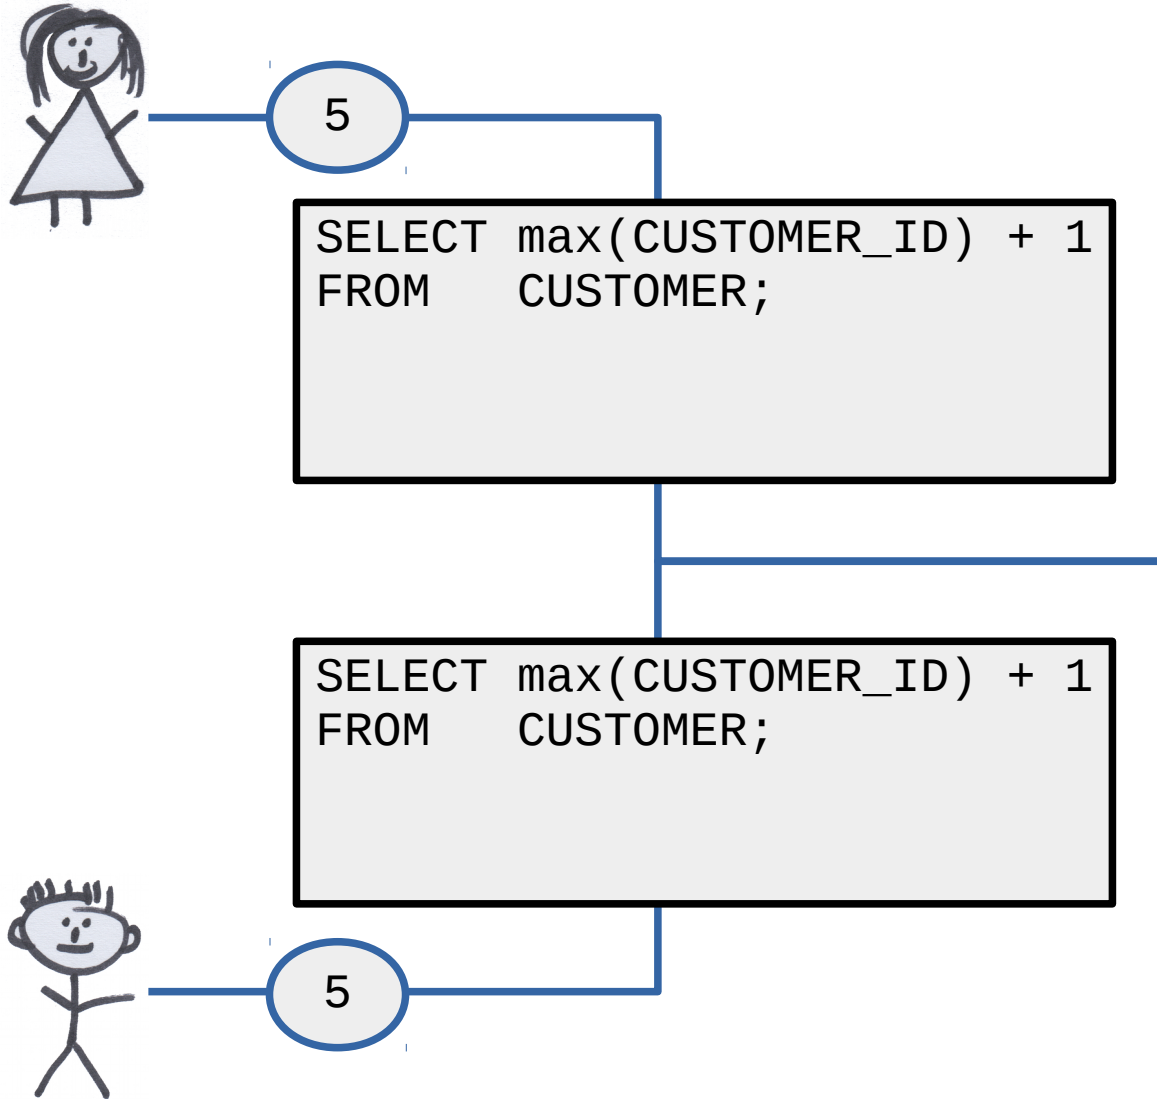 5
SELECT max(CUSTOMER_ID) + 1
FROM   CUSTOMER;
SELECT max(CUSTOMER_ID) + 1
FROM   CUSTOMER;
5